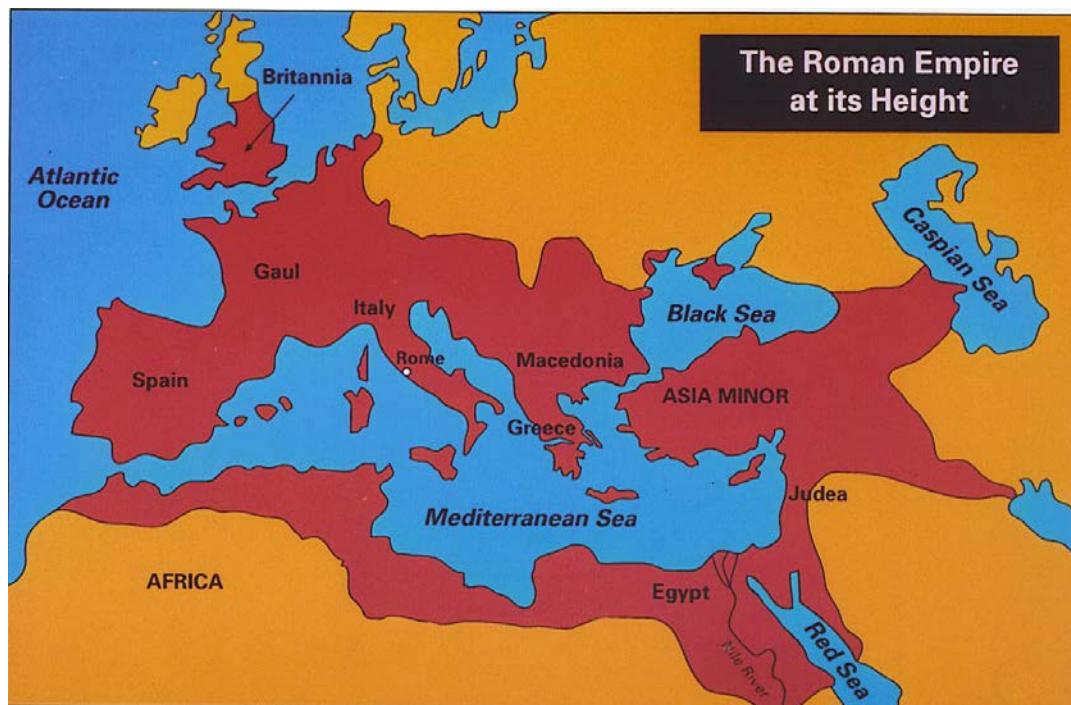 The Roman Empire
at its Height
Britannia
Atlantic
Ocean
Caspian Sea
Gaul
Italy
Black Sea
Rome
Macedonia
Spain
ASIA MINOR
Greece
Judea
Mediterranean Sea
AFRICA
Egypt
Nile River
Red Sea